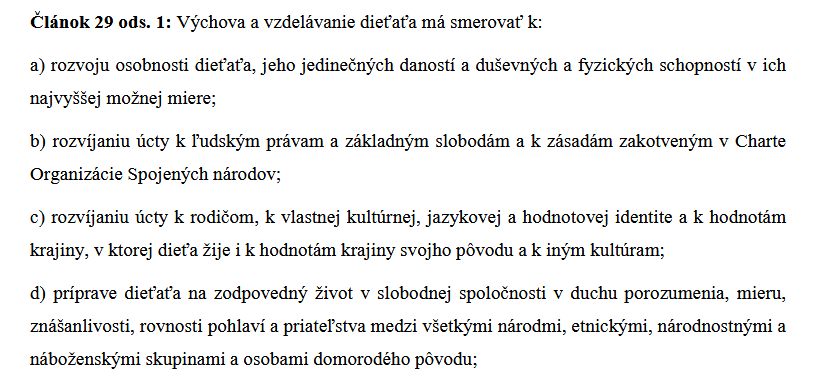 Článok 29 ods. 1: Výchova a vzdelávanie dieťaťa má smerovať k:
a) rozvoju osobnosti dieťaťa, jeho jedinečných daností a duševných a fyzických schopností v ich
najvyššej možnej miere;
b) rozvíjaniu úcty k ľudským právam a základným slobodám a k zásadám zakotveným v Charte
Organizácie Spojených národov;
c) rozvíjaniu úcty k rodičom, k vlastnej kultúrnej, jazykovej a hodnotovej identite a k hodnotám
krajiny, v ktorej dieťa žije i k hodnotám krajiny svojho pôvodu a k iným kultúram;
d) príprave dieťaťa na zodpovedný život v slobodnej spoločnosti v duchu porozumenia, mieru,
znášanlivosti, rovnosti pohlaví a priateľstva medzi všetkými národmi, etnickými, národnostnými a
náboženskými skupinami a osobami domorodého pôvodu;